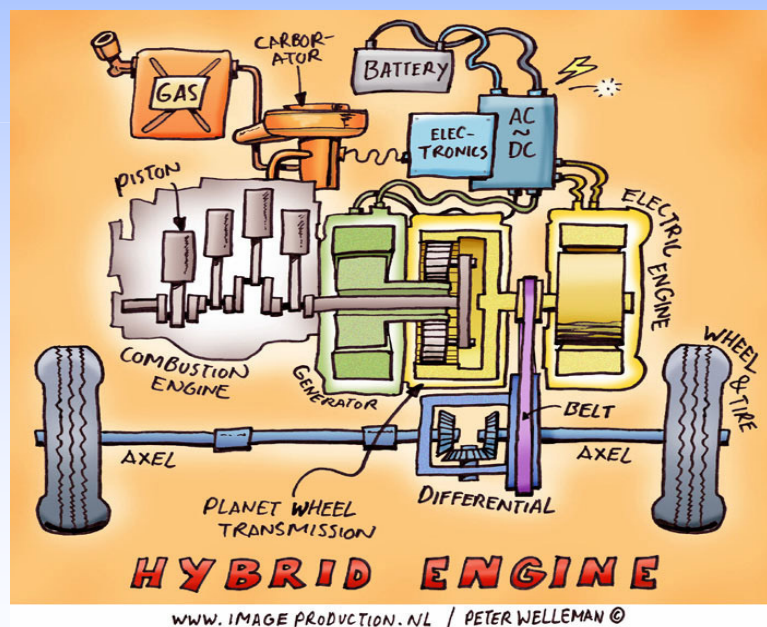 CARBOR-
ATOR
GAS
BATTERY
AC
~
DC
ELEC-
TRONICS
PISTON
ELECTRIC ENGINE
COMBUSTION
ENGINE
GENERATOR
WHEEL & TIRE
BELT
AXEL
AXEL
DIFFERENTIAL
PLANET WHEEL
TRANSMISSION
HYBRID ENGINE
WWW.IMAGEPRODUCTION.NL / PETER WELLEMAN ©